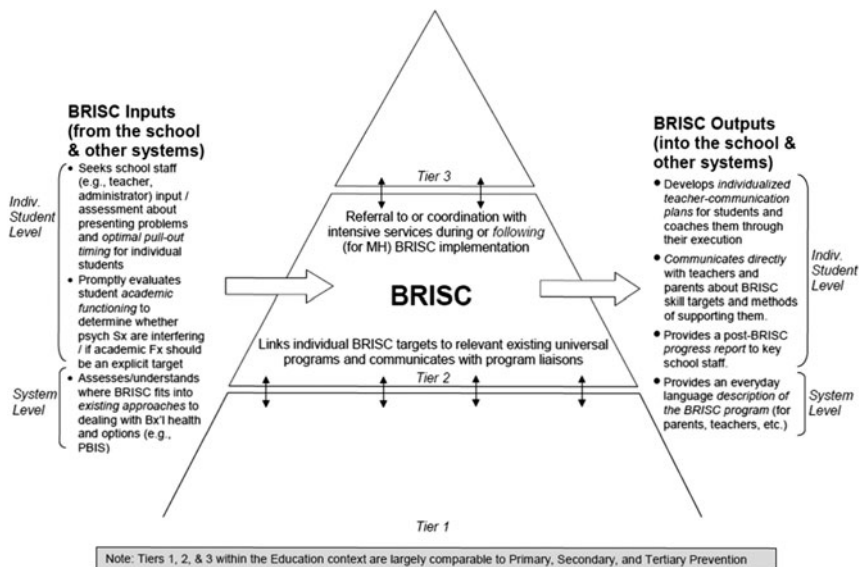 BRISC Inputs
(from the school
& other systems)
Indiv.
Student
Level
• Seeks school staff
(e.g., teacher,
administrator) input /
assessment about
presenting problems
and optimal pull-out
timing for individual
students
• Promptly evaluates
student academic
functioning to
determine whether
psych Sx are interfering
/ if academic Fx should
be an explicit target
System
Level
• Assesses/understands
where BRISC fits into
existing approaches to
dealing with Bx'l health
and options (e.g.,
PBIS)
Tier 3
Referral to or coordination with
intensive services during or following
(for MH) BRISC implementation
BRISC
Links individual BRISC targets to relevant existing universal
programs and communicates with program liaisons
Tier 2
Tier 1
BRISC Outputs
(into the school &
other systems)
• Develops individualized
teacher-communication
plans for students and
coaches them through
their execution
• Communicates directly
with teachers and
parents about BRISC
skill targets and methods
of supporting them.
• Provides a post-BRISC
progress report to key
school staff.
Indiv.
Student
Level
• Provides an everyday
language description
of the BRISC program (for
parents, teachers, etc.)
System
Level
Note: Tiers 1, 2, & 3 within the Education context are largely comparable to Primary, Secondary, and Tertiary Prevention